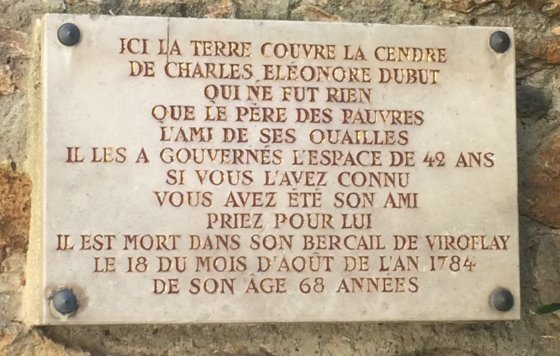 ICI LA TERRE COUVRE LA CENDRE
DE CHARLES ELÉONORE DUBUT
QUI NE FUT RIEN
QUE LE PÈRE DES PAUVRES
L'AMI DE SES OUAILLES
IL LES A GOUVERNÉS L'ESPACE DE 42 ANS
SI VOUS L'AVEZ CONNU
VOUS AVEZ ÉTÉ SON AMI
PRIEZ POUR LUI
IL EST MORT DANS SON BERCAIL DE VIROFLAY
LE 18 DU MOIS D'AOÛT DE L'AN 1784
DE SON ÂGE 68 ANNÉES